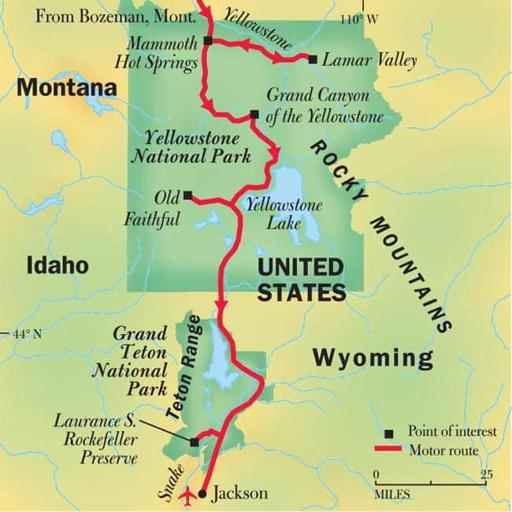 From Bozeman, Mont.
Yellowstone
110° W
Mammoth
Hot Springs
Lamar Valley
Montana
Grand Canyon
of the Yellowstone
Yellowstone
National Park
ROCKY MOUNTAINS
Old
Faithful
Yellowstone
Lake
Idaho
UNITED
STATES
44° N
Grand
Teton
National
Park
Teton Range
Wyoming
Laurance S.
Rockefeller
Preserve
Point of interest
Motor route
Snake
Jackson
0
25
MILES